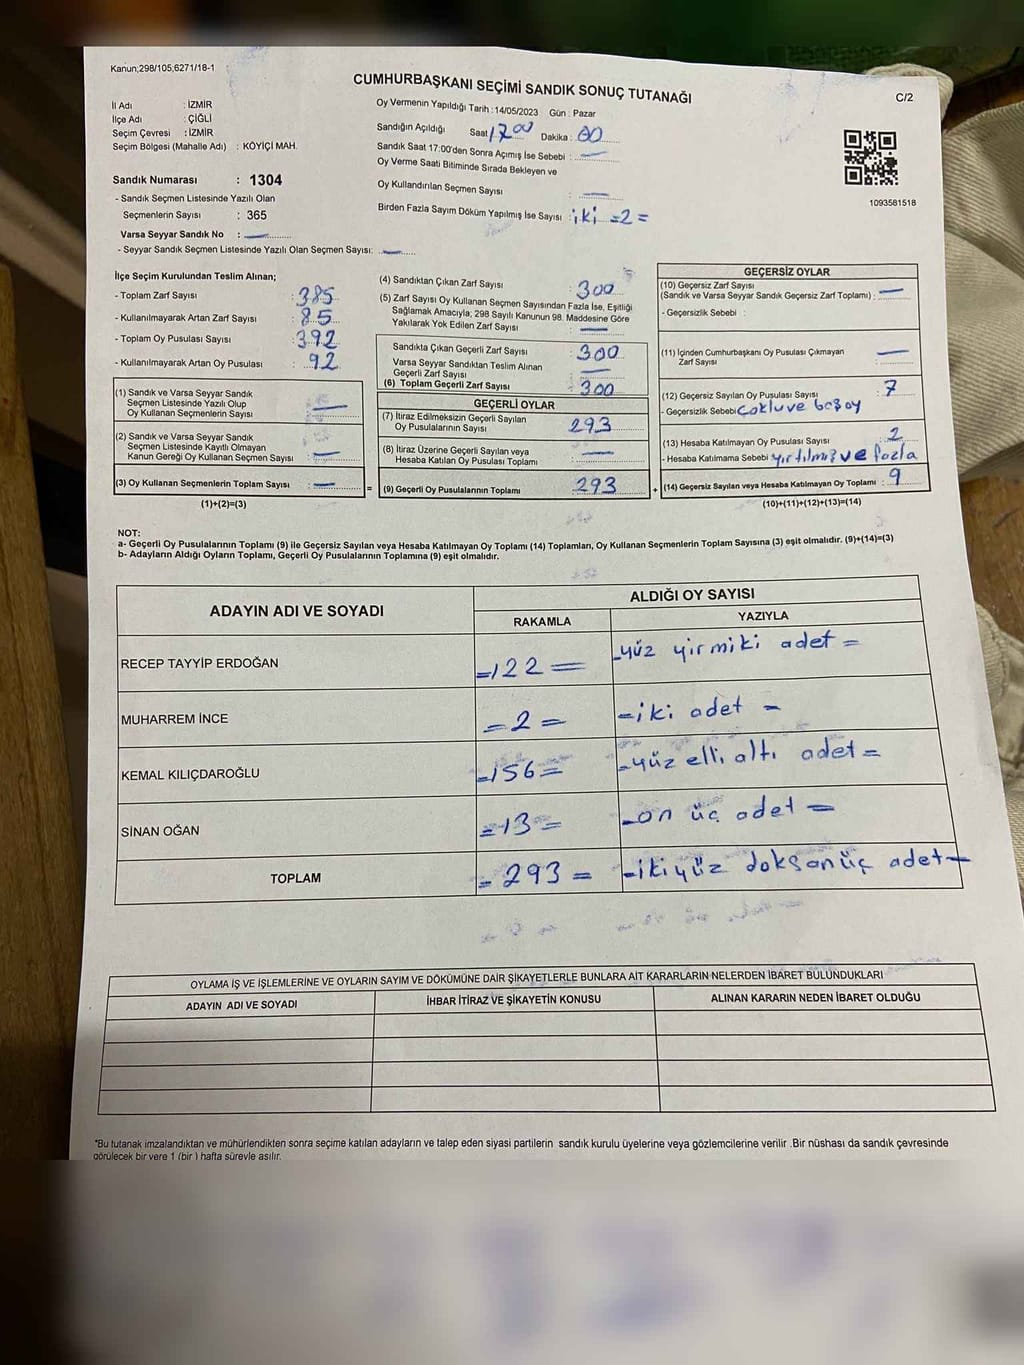 Kanun;298/105;6271/18-1
CUMHURBAŞKANI SEÇİMİ SANDIK SONUÇ TUTANAĞI
C/2
İl Adı : İZMİR
İlçe Adı : ÇİĞLİ
Seçim Çevresi : İZMİR
Seçim Bölgesi (Mahalle Adı) : KÖYİÇİ MAH.
Sandık Numarası : 1304
- Sandık Seçmen Listesinde Yazılı Olan
Seçmenlerin Sayısı : 365
Varsa Seyyar Sandık No : —
- Seyyar Sandık Seçmen Listesinde Yazılı Olan Seçmen Sayısı: —
Oy Vermenin Yapıldığı Tarih : 14/05/2023 Gün : Pazar
Sandığın Açıldığı Saat 17 00 Dakika : 00
Sandık Saat 17:00'den Sonra Açımış İse Sebebi : —
Oy Verme Saati Bitiminde Sırada Bekleyen ve
Oy Kullandırılan Seçmen Sayısı : —
Birden Fazla Sayım Döküm Yapılmış İse Sayısı : iki =2=
1093581518
İlçe Seçim Kurulundan Teslim Alınan;
- Toplam Zarf Sayısı : 385
- Kullanılmayarak Artan Zarf Sayısı : 85
- Toplam Oy Pusulası Sayısı : 392
- Kullanılmayarak Artan Oy Pusulası : 92
(1) Sandık ve Varsa Seyyar Sandık
Seçmen Listesinde Yazılı Olup
Oy Kullanan Seçmenlerin Sayısı : —
(2) Sandık ve Varsa Seyyar Sandık
Seçmen Listesinde Kayıtlı Olmayan
Kanun Gereği Oy Kullanan Seçmen Sayısı : —
(3) Oy Kullanan Seçmenlerin Toplam Sayısı : — =
(1)+(2)=(3)
(4) Sandıktan Çıkan Zarf Sayısı : 300
(5) Zarf Sayısı Oy Kullanan Seçmen Sayısından Fazla İse, Eşitliği
Sağlamak Amacıyla; 298 Sayılı Kanunun 98. Maddesine Göre
Yakılarak Yok Edilen Zarf Sayısı : —
Sandıkta Çıkan Geçerli Zarf Sayısı : 300
Varsa Seyyar Sandıktan Teslim Alınan
Geçerli Zarf Sayısı : —
(6) Toplam Geçerli Zarf Sayısı : 300
GEÇERLİ OYLAR
(7) İtiraz Edilmeksizin Geçerli Sayılan
Oy Pusulalarının Sayısı : 293
(8) İtiraz Üzerine Geçerli Sayılan veya
Hesaba Katılan Oy Pusulası Toplamı : —
(9) Geçerli Oy Pusulalarının Toplamı : 293 +
GEÇERSİZ OYLAR
(10) Geçersiz Zarf Sayısı
(Sandık ve Varsa Seyyar Sandık Geçersiz Zarf Toplamı) : —
- Geçersizlik Sebebi :
(11) İçinden Cumhurbaşkanı Oy Pusulası Çıkmayan
Zarf Sayısı : —
(12) Geçersiz Sayılan Oy Pusulası Sayısı : 7
- Geçersizlik Sebebi Çoklu ve boş oy
(13) Hesaba Katılmayan Oy Pusulası Sayısı : 2
- Hesaba Katılmama Sebebi yırtılmış ve fazla
(14) Geçersiz Sayılan veya Hesaba Katılmayan Oy Toplamı : 9
(10)+(11)+(12)+(13)=(14)
NOT:
a- Geçerli Oy Pusulalarının Toplamı (9) ile Geçersiz Sayılan veya Hesaba Katılmayan Oy Toplamı (14) Toplamları, Oy Kullanan Seçmenlerin Toplam Sayısına (3) eşit olmalıdır. (9)+(14)=(3)
b- Adayların Aldığı Oyların Toplamı, Geçerli Oy Pusulalarının Toplamına (9) eşit olmalıdır.
ADAYIN ADI VE SOYADI
ALDIĞI OY SAYISI
RAKAMLA YAZIYLA
RECEP TAYYİP ERDOĞAN =122= -yüz yirmiki adet=
MUHARREM İNCE =2= -iki adet-
KEMAL KILIÇDAROĞLU -156= -yüz elli altı adet=
SİNAN OĞAN =13= -on üç adet-
TOPLAM =293= -ikiyüz doksanüç adet-
OYLAMA İŞ VE İŞLEMLERİNE VE OYLARIN SAYIM VE DÖKÜMÜNE DAİR ŞİKAYETLERLE BUNLARA AİT KARARLARIN NELERDEN İBARET BULUNDUKLARI
ADAYIN ADI VE SOYADI İHBAR İTİRAZ VE ŞİKAYETİN KONUSU ALINAN KARARIN NEDEN İBARET OLDUĞU
*Bu tutanak imzalandıktan ve mühürlendikten sonra seçime katılan adayların ve talep eden siyasi partilerin sandık kurulu üyelerine veya gözlemcilerine verilir .Bir nüshası da sandık çevresinde
görülecek bir yere 1 (bir ) hafta süreyle asılır.